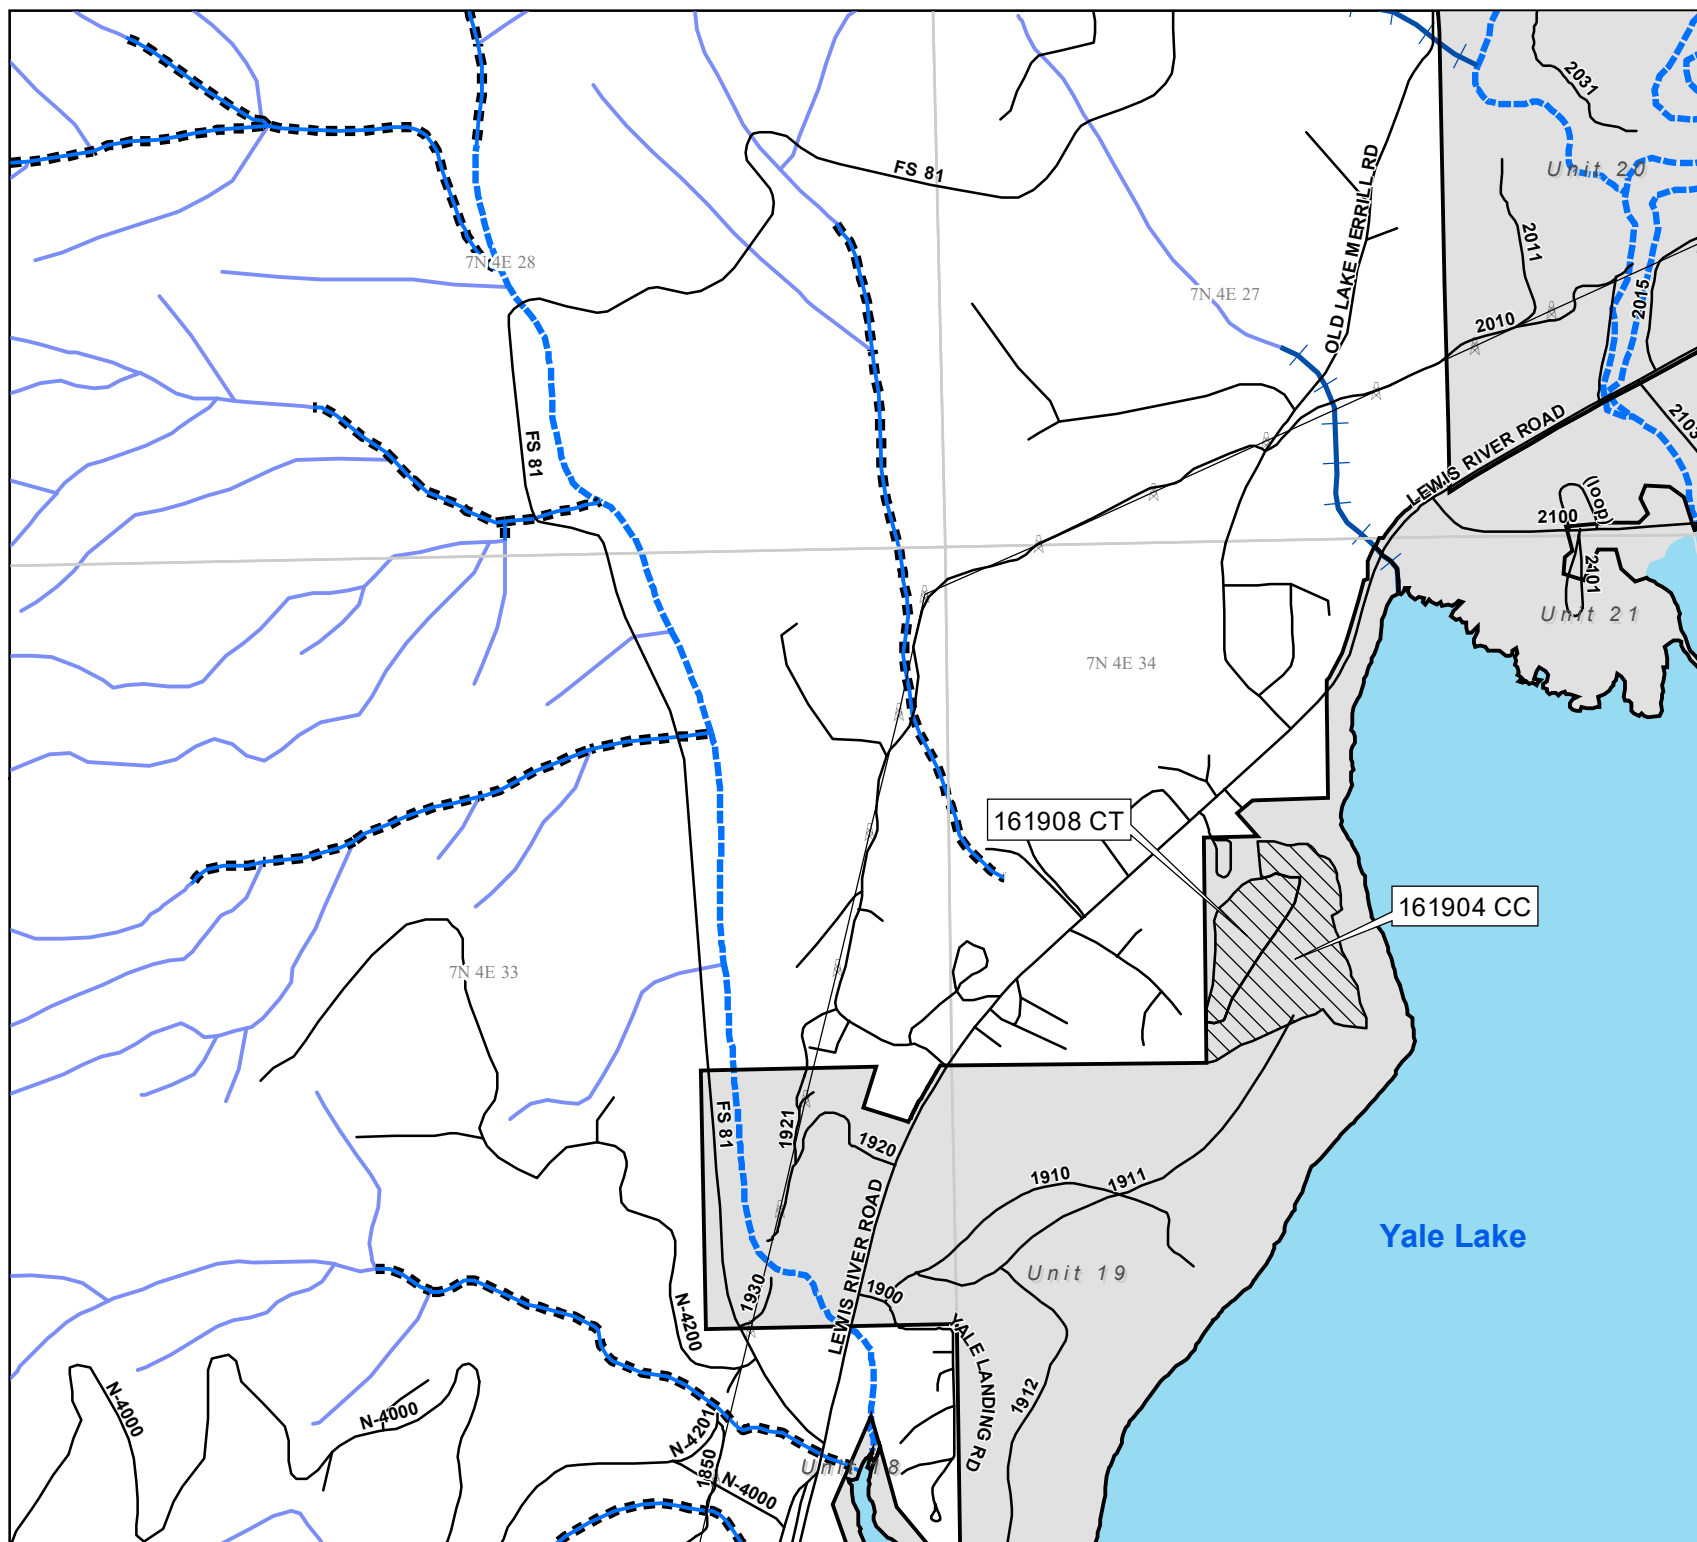 2031
Unit 20
FS 81
OLD LAKE MERRILL RD
2011
7N 4E 28
7N 4E 27
2015
2010
2103
LEWIS RIVER ROAD
FS 81
(loop)
2100
2101
Unit 21
7N 4E 34
161908 CT
161904 CC
7N 4E 33
FS 81
1921
1920
1910
1911
LEWIS RIVER ROAD
Yale Lake
Unit 19
1930
1900
N-4200
YALE LANDING RD
1912
N-4000
N-4000
N-4201
1850
N-4000
Unit 18